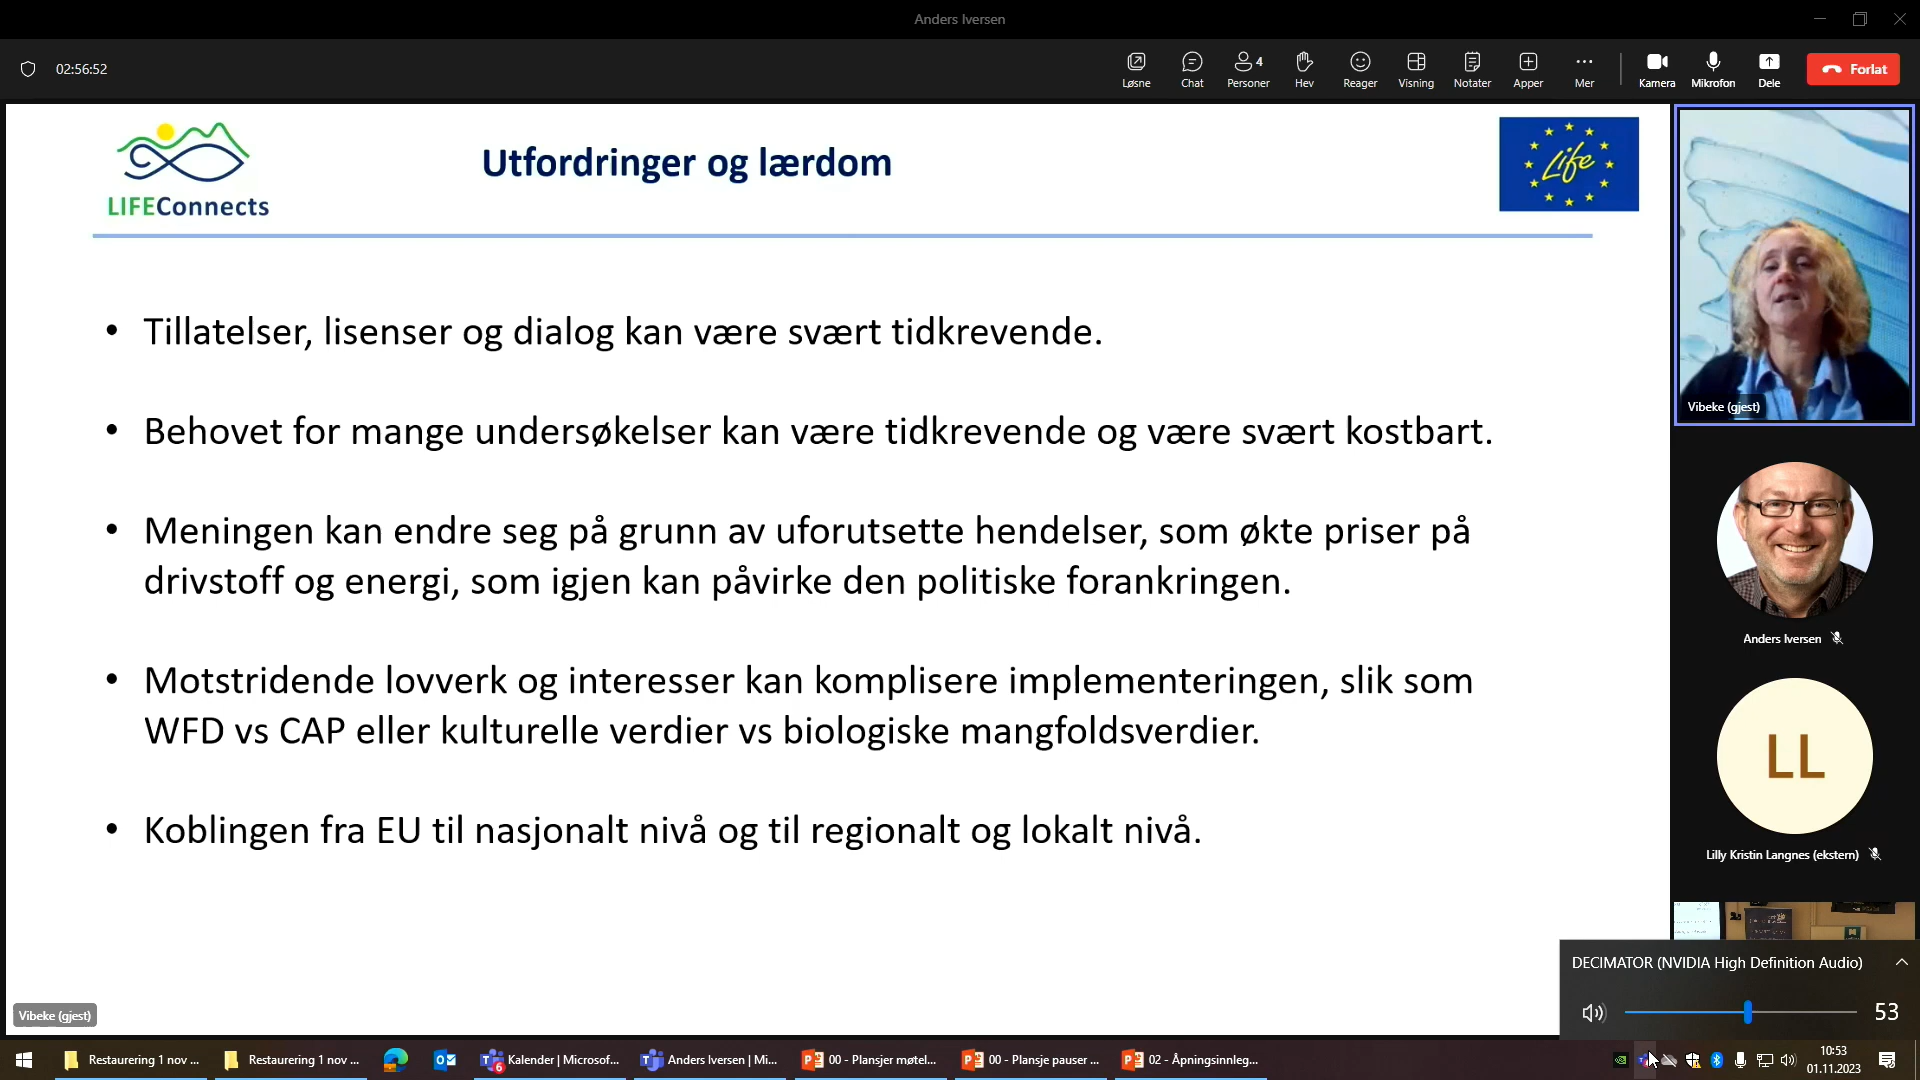 Anders Iversen
02:56:52
Løsne
Chat
4
Personer
Hev
Reager
Visning
Notater
Apper
Mer
Kamera
Mikrofon
Dele
Forlat
LIFEConnects
Utfordringer og lærdom
Life
• Tillatelser, lisenser og dialog kan være svært tidkrevende.
• Behovet for mange undersøkelser kan være tidkrevende og være svært kostbart.
• Meningen kan endre seg på grunn av uforutsette hendelser, som økte priser på
drivstoff og energi, som igjen kan påvirke den politiske forankringen.
• Motstridende lovverk og interesser kan komplisere implementeringen, slik som
WFD vs CAP eller kulturelle verdier vs biologiske mangfoldsverdier.
• Koblingen fra EU til nasjonalt nivå og til regionalt og lokalt nivå.
Vibeke (gjest)
Vibeke (gjest)
Anders Iversen
LL
Lilly Kristin Langnes (ekstern)
DECIMATOR (NVIDIA High Definition Audio)
53
Restaurering 1 nov ...
Restaurering 1 nov ...
6
Kalender | Microsof...
Anders Iversen | Mi...
00 - Plansjer møtel...
00 - Plansje pauser ...
02 - Åpningsinnleg...
10:53
01.11.2023